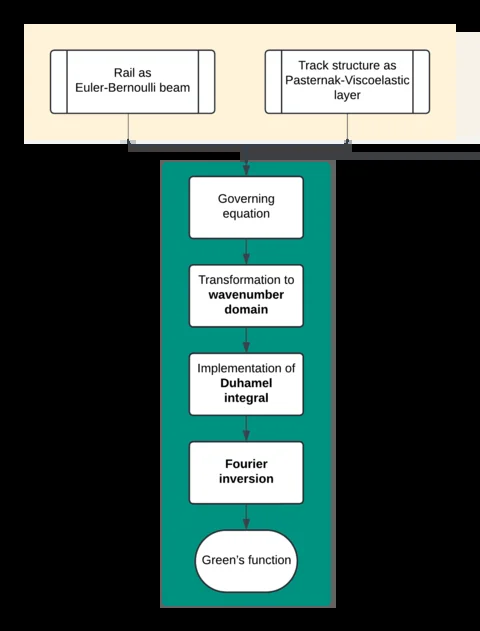 Rail as
Euler-Bernoulli beam
Track structure as
Pasternak-Viscoelastic
layer
Governing
equation
Transformation to
wavenumber
domain
Implementation of
Duhamel
integral
Fourier
inversion
Green's function